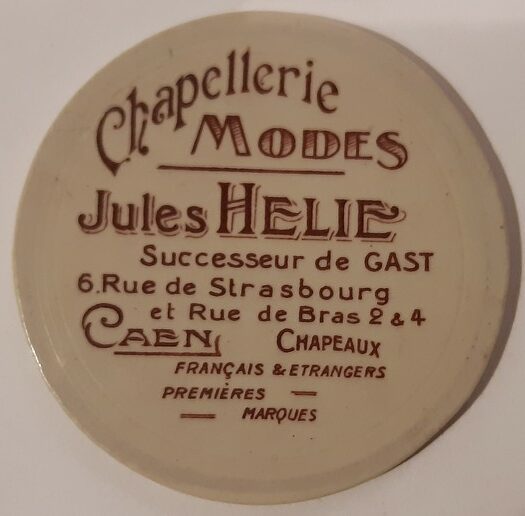 Chapellerie
MODES
Jules HELIE
Successeur de GAST
6.Rue de Strasbourg
et Rue de Bras 2 & 4
CAEN CHAPEAUX
FRANÇAIS & ETRANGERS
PREMIÈRES —
— MARQUES